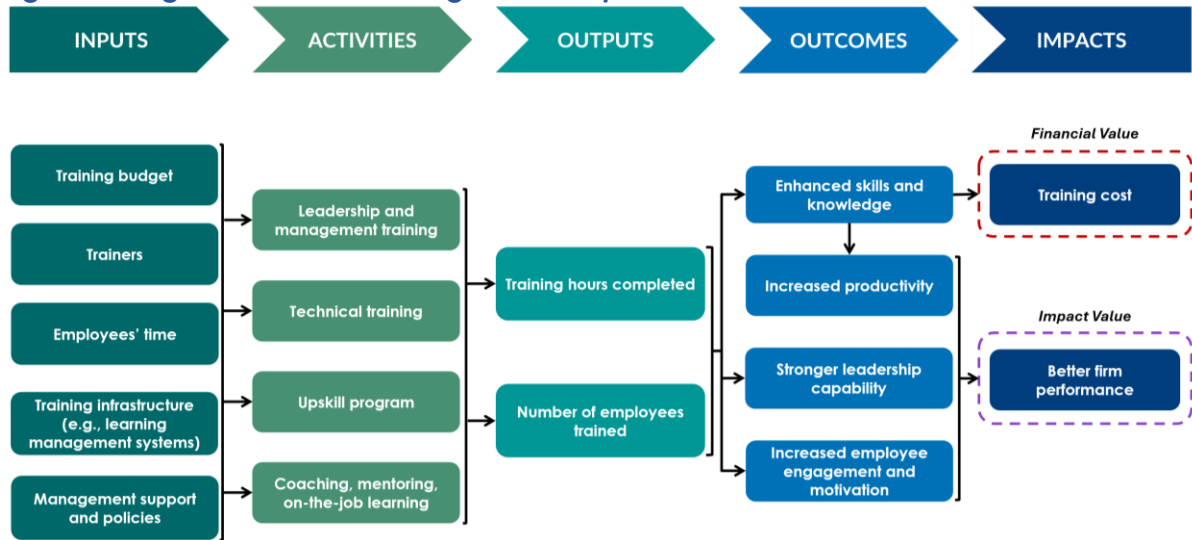 INPUTS
ACTIVITIES
OUTPUTS
OUTCOMES
IMPACTS
Training budget
Trainers
Employees' time
Training infrastructure
(e.g., learning
management systems)
Management support
and policies
Leadership and
management training
Technical training
Upskill program
Coaching, mentoring,
on-the-job learning
Training hours completed
Number of employees
trained
Enhanced skills and
knowledge
Increased productivity
Stronger leadership
capability
Increased employee
engagement and
motivation
Financial Value
Training cost
Impact Value
Better firm
performance